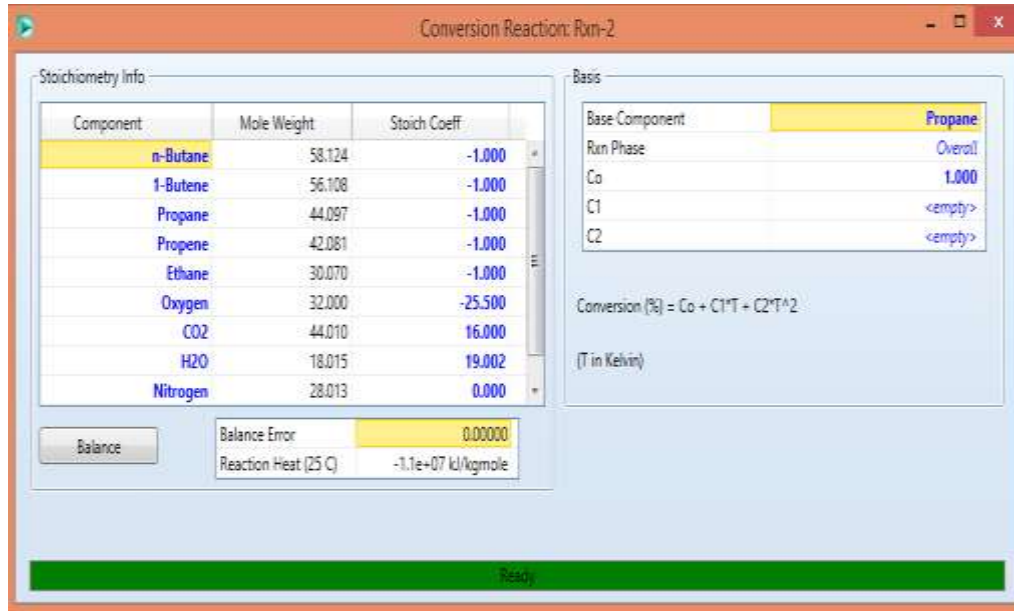 Conversion Reaction: Rxn-2
Stoichiometry Info
Component Mole Weight Stoich Coeff
n-Butane 58.124 -1.000
1-Butene 56.108 -1.000
Propane 44.097 -1.000
Propene 42.081 -1.000
Ethane 30.070 -1.000
Oxygen 32.000 -25.500
CO2 44.010 16.000
H2O 18.015 19.002
Nitrogen 28.013 0.000
Balance
Balance Error 0.00000
Reaction Heat (25 C) -1.1e+07 kJ/kgmole
Basis
Base Component Propane
Rxn Phase Overall
Co 1.000
C1 <empty>
C2 <empty>
Conversion (%) = Co + C1*T + C2*T^2
(T in Kelvin)
Ready